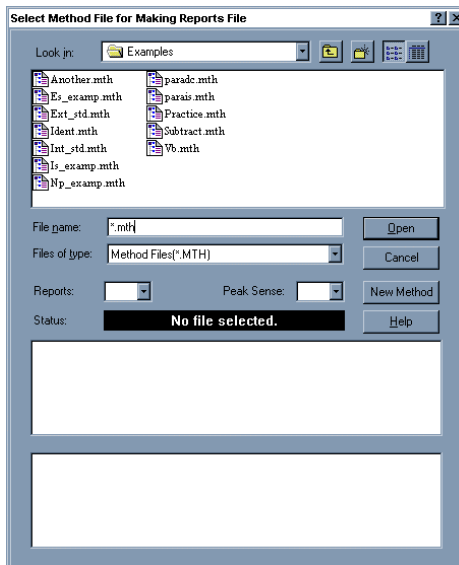 Select Method File for Making Reports File
Look in: Examples
Another.mth
Es_examp.mth
Ext_std.mth
Ident.mth
Int_std.mth
Is_examp.mth
Np_examp.mth
paradc.mth
parais.mth
Practice.mth
Subtract.mth
Vb.mth
File name: *.mth
Open
Files of type: Method Files(*.MTH)
Cancel
Reports: Peak Sense: New Method
Status: No file selected. Help